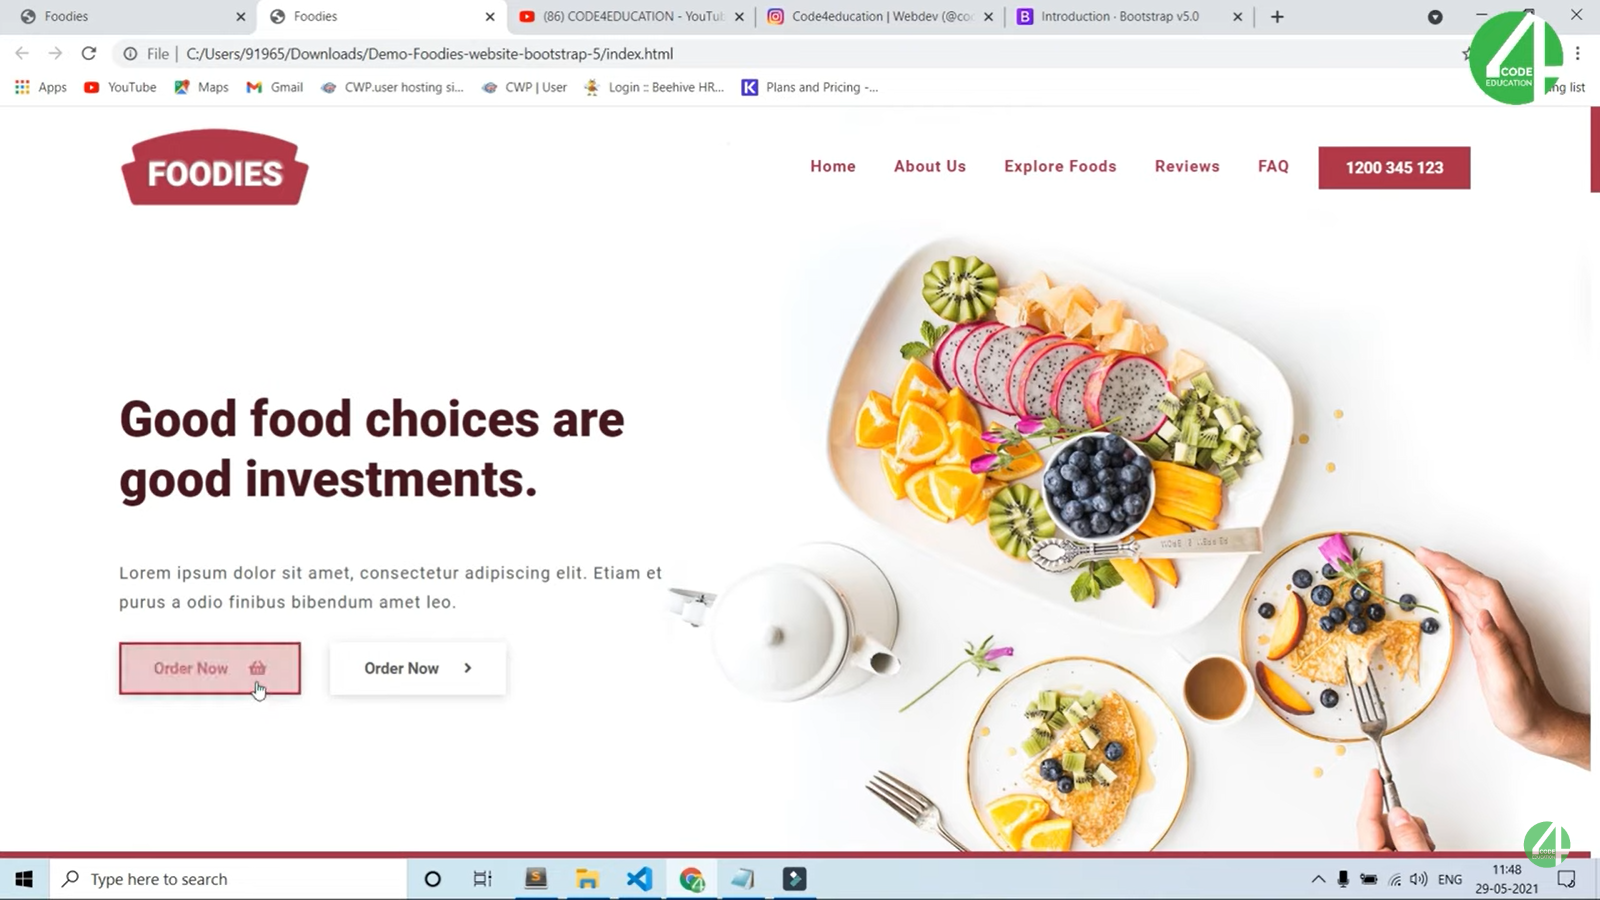 Foodies
Foodies
(86) CODE4EDUCATION - YouTu
Code4education | Webdev (@co
Introduction · Bootstrap v5.0
File | C:/Users/91965/Downloads/Demo-Foodies-website-bootstrap-5/index.html
Apps
YouTube
Maps
Gmail
CWP.user hosting si...
CWP | User
Login :: Beehive HR...
Plans and Pricing -...
ng list
4
CODE
EDUCATION
FOODIES
Home
About Us
Explore Foods
Reviews
FAQ
1200 345 123
Good food choices are
good investments.
Lorem ipsum dolor sit amet, consectetur adipiscing elit. Etiam et
purus a odio finibus bibendum amet leo.
Order Now
Order Now
4
CODE
Type here to search
ENG
11:48
29-05-2021